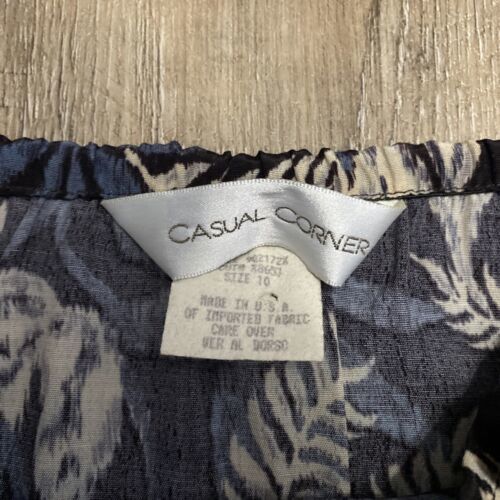 CASUAL CORNER
SIZE 10
MADE IN U.S.A.
OF IMPORTED FABRIC
CARE OVER
VER AL DORSO